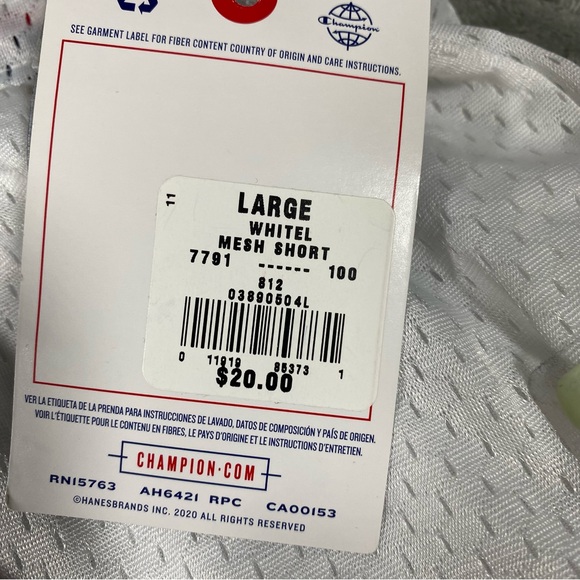 Champion
SEE GARMENT LABEL FOR FIBER CONTENT COUNTRY OF ORIGIN AND CARE INSTRUCTIONS.
11
LARGE
WHITEL
MESH SHORT
7791 ------ 100
812
03890504L
0 11919 85373 1
$20.00
VER LA ETIQUETA DE LA PRENDA PARA INSTRUCCIONES DE LAVADO, DATOS DE COMPOSICIÓN Y PAÍS DE ORIGEN.
VOIR L'ÉTIQUETTE POUR LE CONTENU EN FIBRES, LE PAYS D'ORIGINE ET LE INSTRUCTIONS D'ENTRETIEN.
CHAMPION·COM
RN15763 AH6421 RPC CA00153
©HANESBRANDS INC. 2020 ALL RIGHTS RESERVED